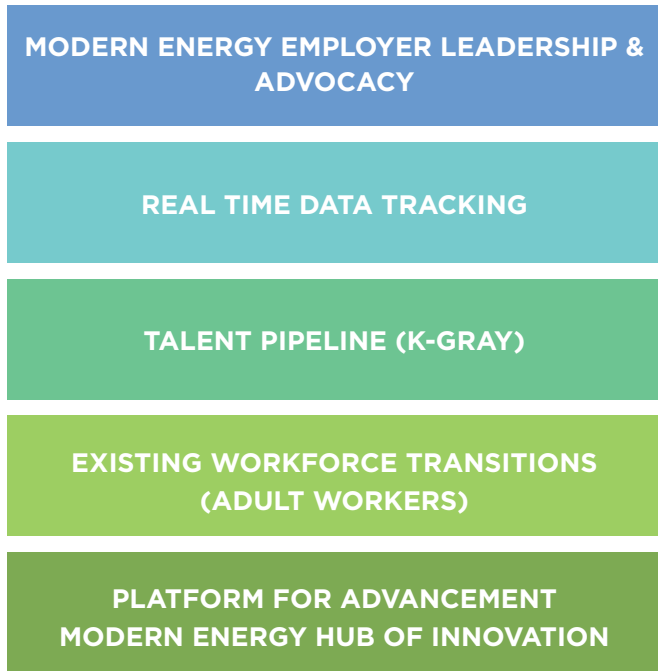 MODERN ENERGY EMPLOYER LEADERSHIP &
ADVOCACY
REAL TIME DATA TRACKING
TALENT PIPELINE (K-GRAY)
EXISTING WORKFORCE TRANSITIONS
(ADULT WORKERS)
PLATFORM FOR ADVANCEMENT
MODERN ENERGY HUB OF INNOVATION